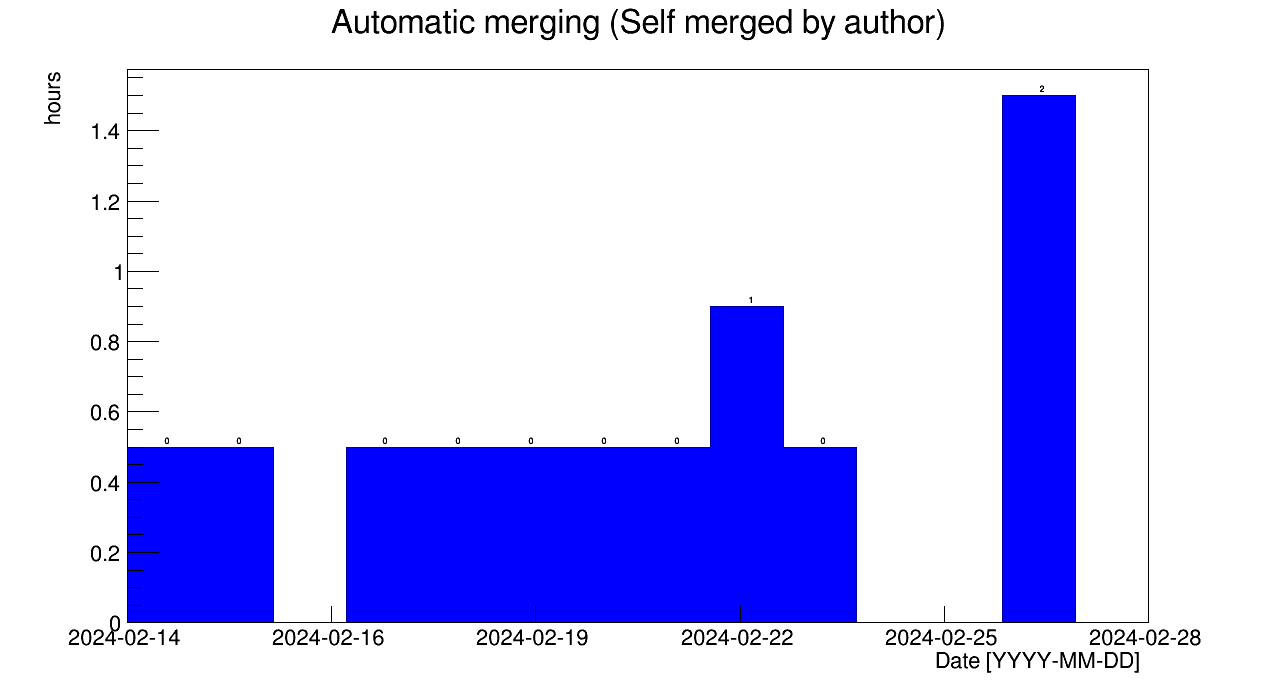 Automatic merging (Self merged by author)
hours
1.4
1.2
1
0.8
0.6
0.4
0.2
0
2
1
0 0 0 0 0 0 0 0
2024-02-14 2024-02-16 2024-02-19 2024-02-22 2024-02-25 2024-02-28
Date [YYYY-MM-DD]